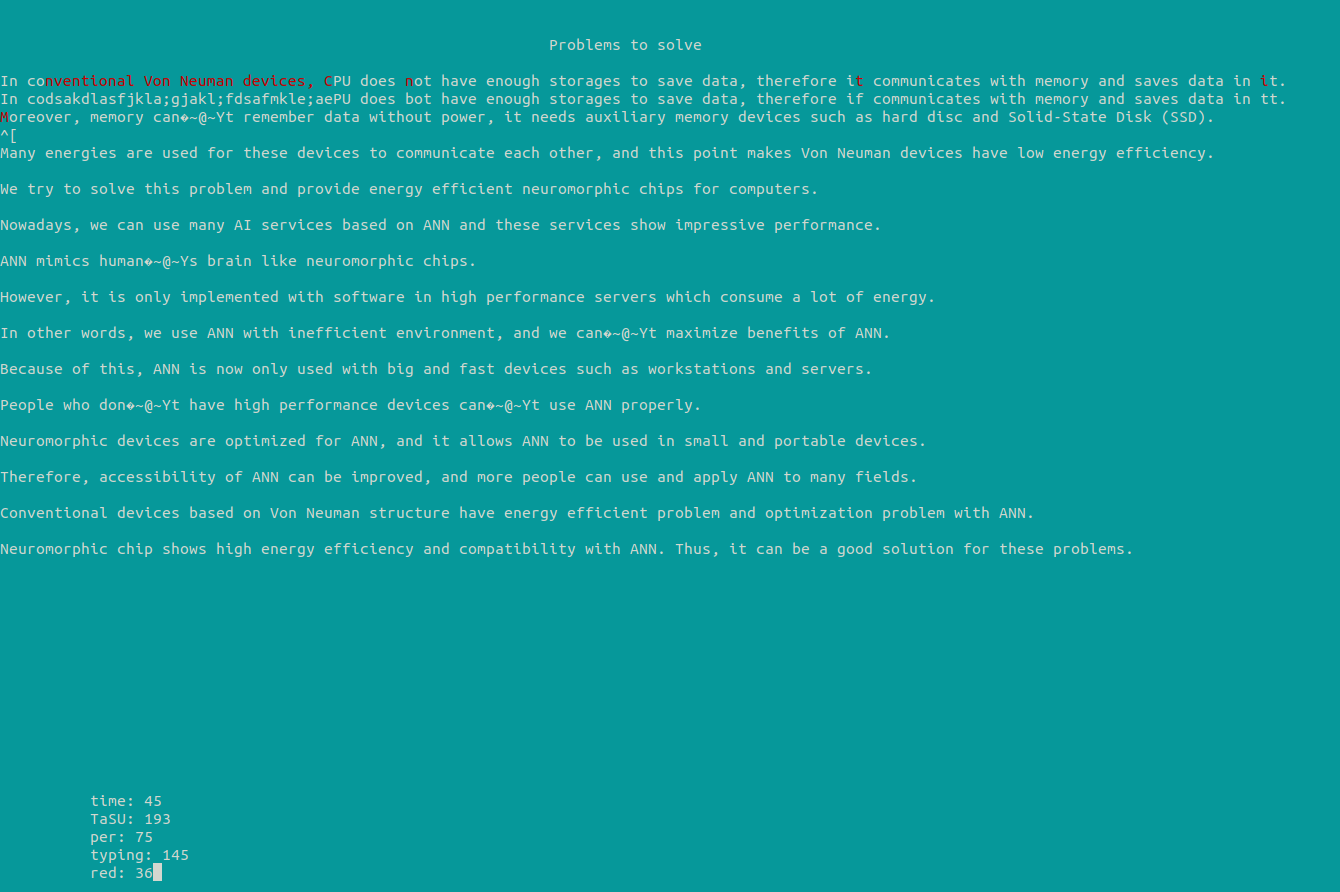 Problems to solve
In conventional Von Neuman devices, CPU does not have enough storages to save data, therefore it communicates with memory and saves data in it.
In codsakdlasfjkla;gjakl;fdsafmkle;aePU does bot have enough storages to save data, therefore if communicates with memory and saves data in tt.
Moreover, memory can�~@~Yt remember data without power, it needs auxiliary memory devices such as hard disc and Solid-State Disk (SSD).
^[
Many energies are used for these devices to communicate each other, and this point makes Von Neuman devices have low energy efficiency.
We try to solve this problem and provide energy efficient neuromorphic chips for computers.
Nowadays, we can use many AI services based on ANN and these services show impressive performance.
ANN mimics human�~@~Ys brain like neuromorphic chips.
However, it is only implemented with software in high performance servers which consume a lot of energy.
In other words, we use ANN with inefficient environment, and we can�~@~Yt maximize benefits of ANN.
Because of this, ANN is now only used with big and fast devices such as workstations and servers.
People who don�~@~Yt have high performance devices can�~@~Yt use ANN properly.
Neuromorphic devices are optimized for ANN, and it allows ANN to be used in small and portable devices.
Therefore, accessibility of ANN can be improved, and more people can use and apply ANN to many fields.
Conventional devices based on Von Neuman structure have energy efficient problem and optimization problem with ANN.
Neuromorphic chip shows high energy efficiency and compatibility with ANN. Thus, it can be a good solution for these problems.
time: 45
TaSU: 193
per: 75
typing: 145
red: 36